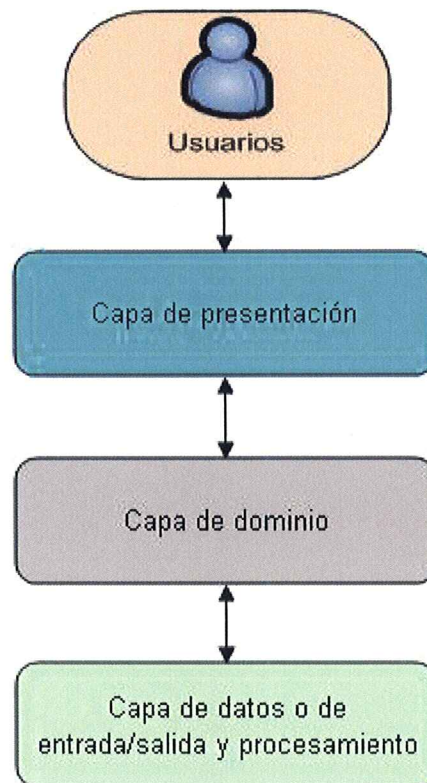 Usuarios
Capa de presentación
Capa de dominio
Capa de datos o de
entrada/salida y procesamiento